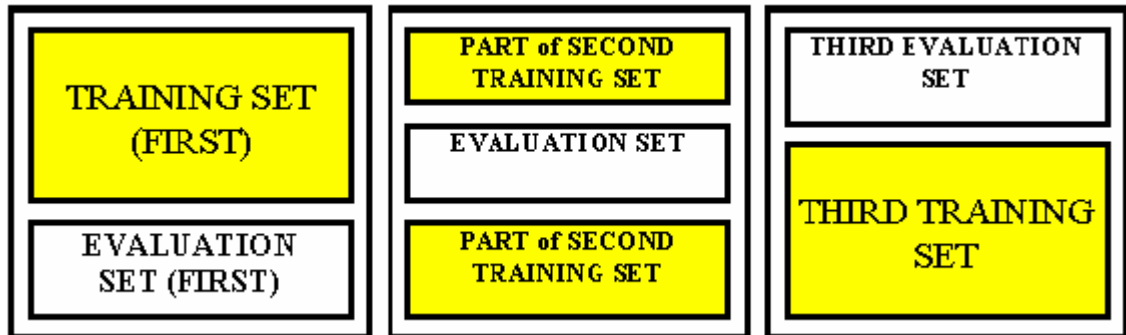 TRAINING SET
(FIRST)
EVALUATION
SET (FIRST)
PART of SECOND
TRAINING SET
EVALUATION SET
PART of SECOND
TRAINING SET
THIRD EVALUATION
SET
THIRD TRAINING
SET